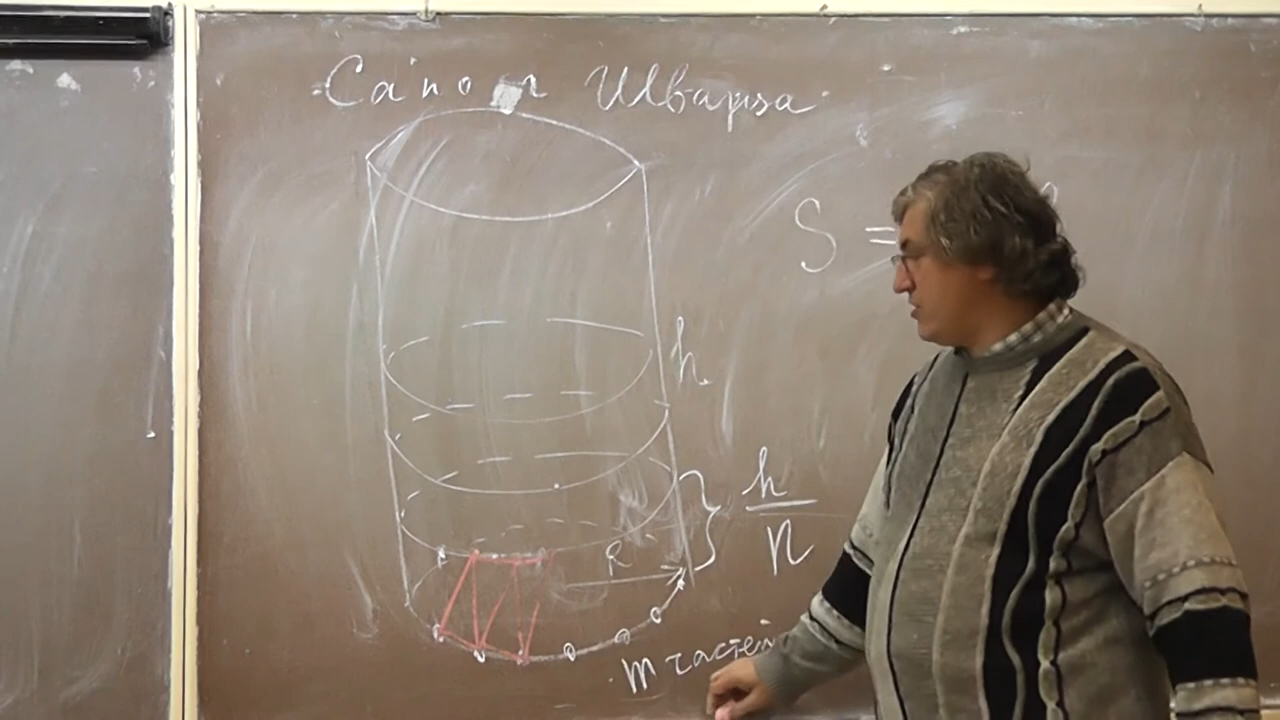 Сапог Шварца
S =
h
h
n
R
m частей